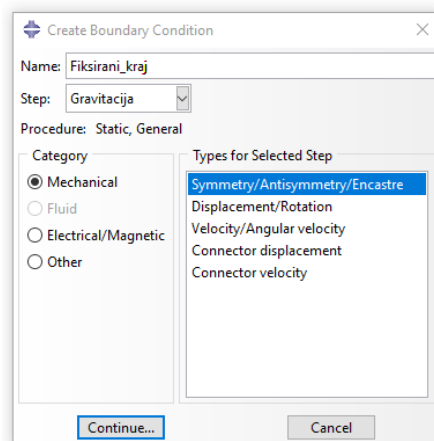 Create Boundary Condition
Name: Fiksirani_kraj
Step: Gravitacija
Procedure: Static, General
Category
Mechanical
Fluid
Electrical/Magnetic
Other
Types for Selected Step
Symmetry/Antisymmetry/Encastre
Displacement/Rotation
Velocity/Angular velocity
Connector displacement
Connector velocity
Continue... Cancel